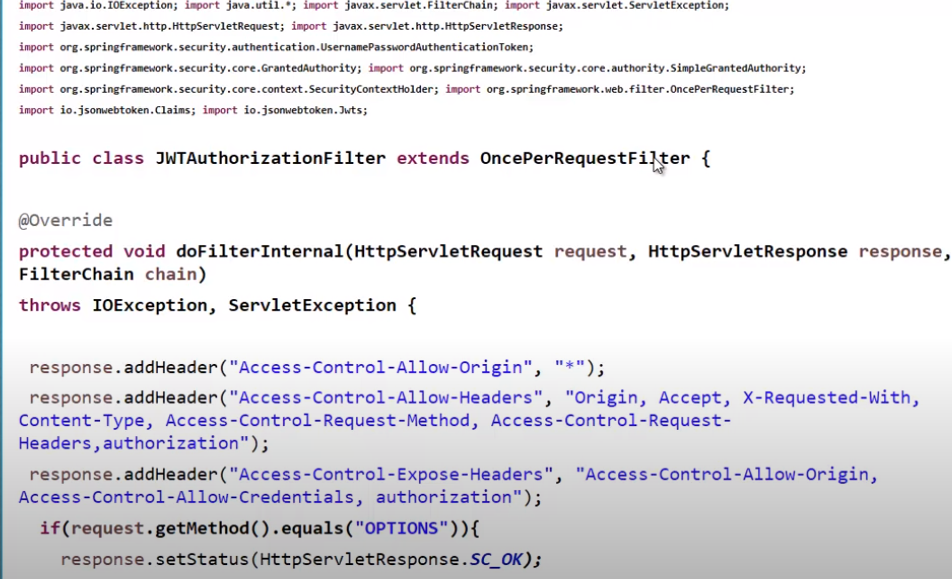 import java.io.IOException; import java.util.*; import javax.servlet.FilterChain; import javax.servlet.ServletException;
import javax.servlet.http.HttpServletRequest; import javax.servlet.http.HttpServletResponse;
import org.springframework.security.authentication.UsernamePasswordAuthenticationToken;
import org.springframework.security.core.GrantedAuthority; import org.springframework.security.core.authority.SimpleGrantedAuthority;
import org.springframework.security.core.context.SecurityContextHolder; import org.springframework.web.filter.OncePerRequestFilter;
import io.jsonwebtoken.Claims; import io.jsonwebtoken.Jwts;
public class JWTAuthorizationFilter extends OncePerRequestFilter {
@Override
protected void doFilterInternal(HttpServletRequest request, HttpServletResponse response,
FilterChain chain)
throws IOException, ServletException {
response.addHeader("Access-Control-Allow-Origin", "*");
response.addHeader("Access-Control-Allow-Headers", "Origin, Accept, X-Requested-With,
Content-Type, Access-Control-Request-Method, Access-Control-Request-
Headers,authorization");
response.addHeader("Access-Control-Expose-Headers", "Access-Control-Allow-Origin,
Access-Control-Allow-Credentials, authorization");
if(request.getMethod().equals("OPTIONS")){
response.setStatus(HttpServletResponse.SC_OK);